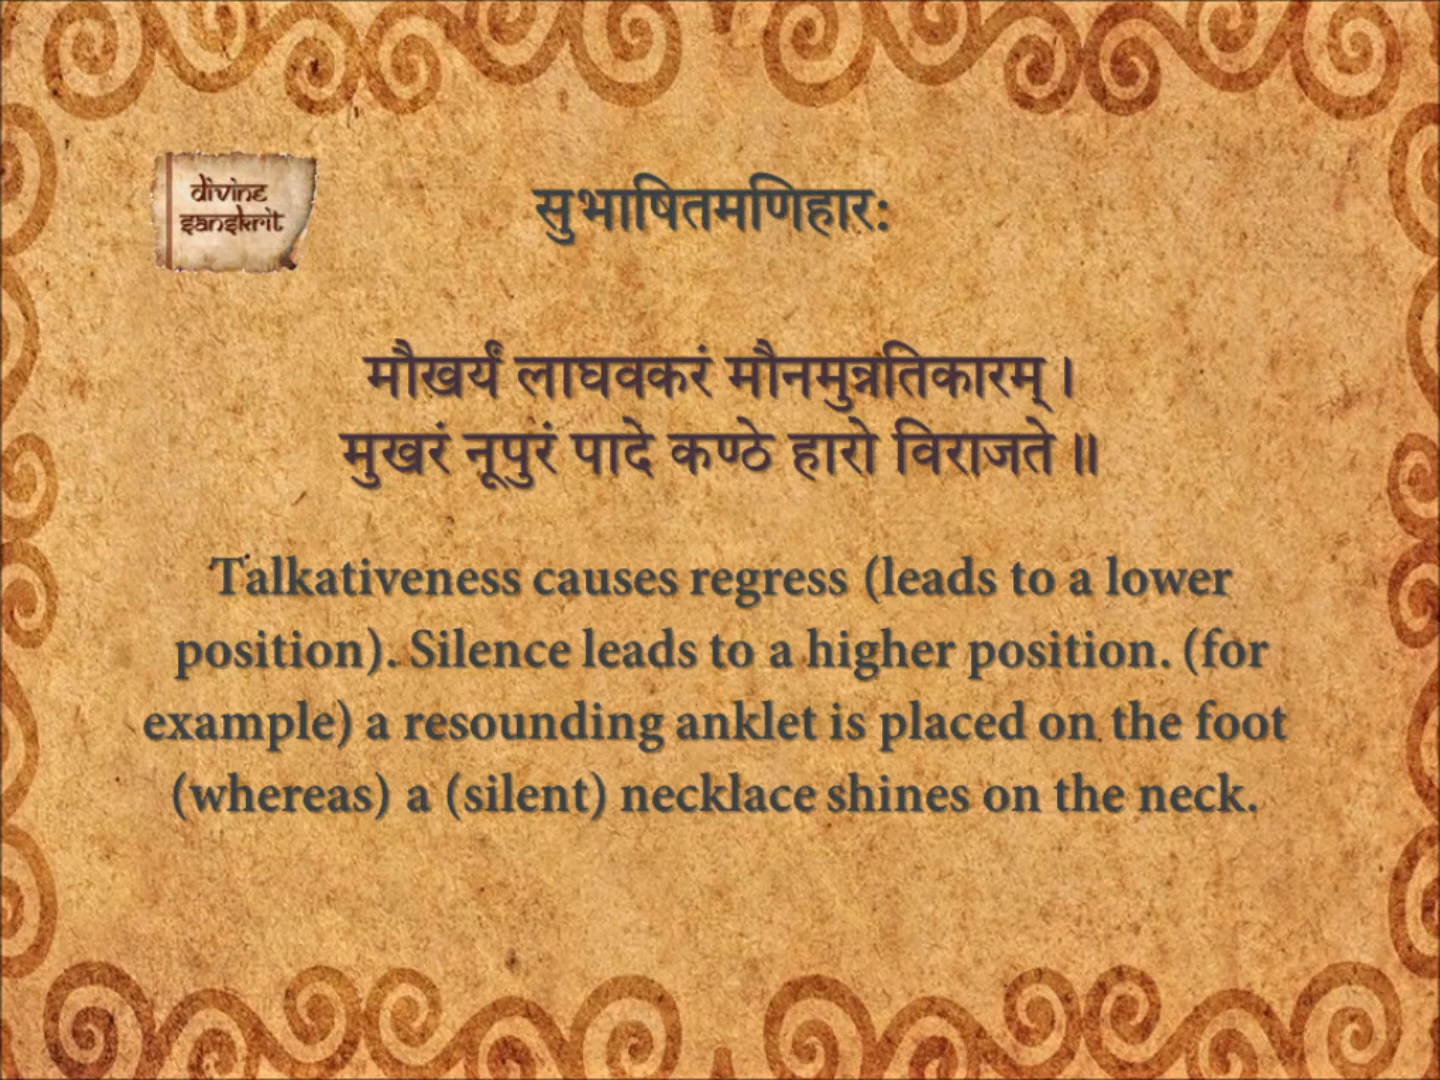 divine
sanskrit
सुभाषितमणिहारः
मौखर्यं लाघवकरं मौनमुन्नतिकारम् ।
मुखरं नूपुरं पादे कण्ठे हारो विराजते ॥
Talkativeness causes regress (leads to a lower
position). Silence leads to a higher position. (for
example) a resounding anklet is placed on the foot
(whereas) a (silent) necklace shines on the neck.